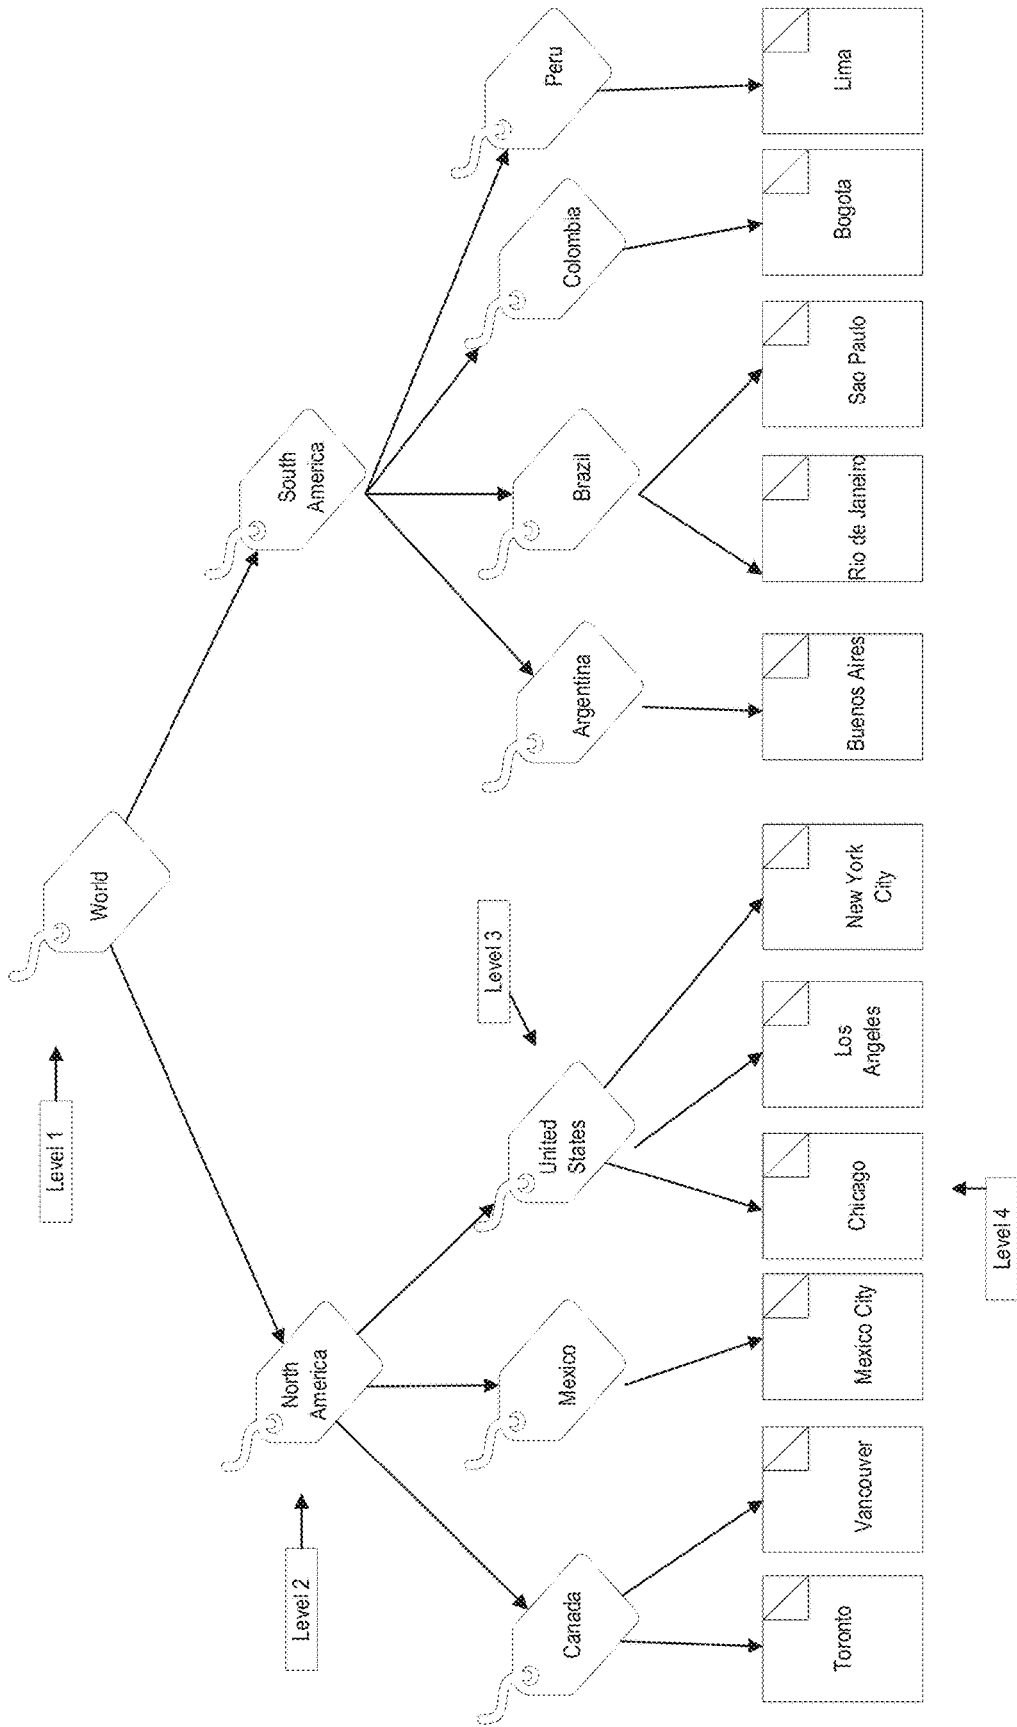 World
Level 1
South
America
North
America
Level 2
Level 3
Canada
Mexico
United
States
Argentina
Brazil
Colombia
Peru
Toronto
Vancouver
Mexico City
Chicago
Los
Angeles
New York
City
Buenos Aires
Rio de Janeiro
Sao Paulo
Bogota
Lima
Level 4